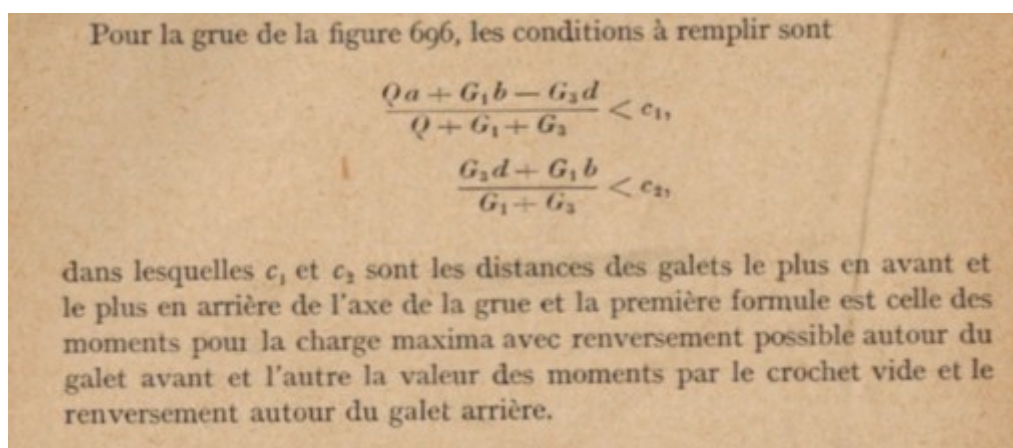 Pour la grue de la figure 696, les conditions à remplir sont
Qa + G₁b — G₃d
Q + G₁ + G₃
< c₁,
G₃d + G₁b
G₁ + G₃
< c₂,
dans lesquelles c₁ et c₂ sont les distances des galets le plus en avant et
le plus en arrière de l'axe de la grue et la première formule est celle des
moments pour la charge maxima avec renversement possible autour du
galet avant et l'autre la valeur des moments par le crochet vide et le
renversement autour du galet arrière.